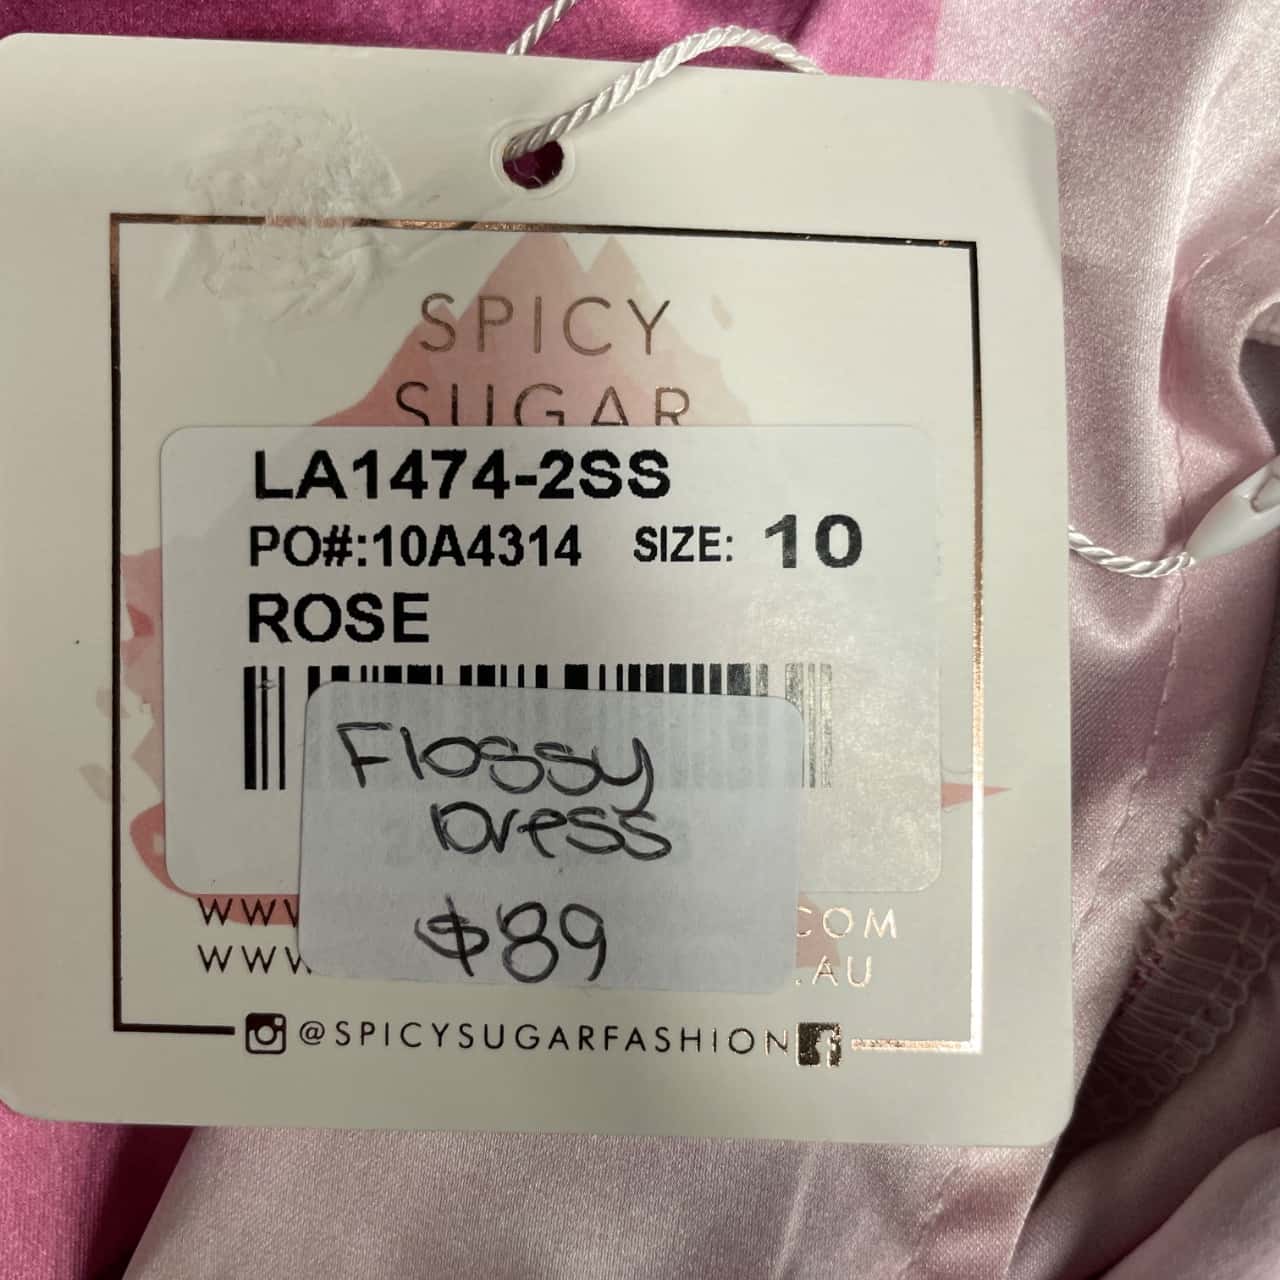 SPICY
SUGAR
LA1474-2SS
PO#:10A4314 SIZE: 10
ROSE
Flossy
Dress
$89
WWW
COM
WWW
.AU
@SPICYSUGARFASHION